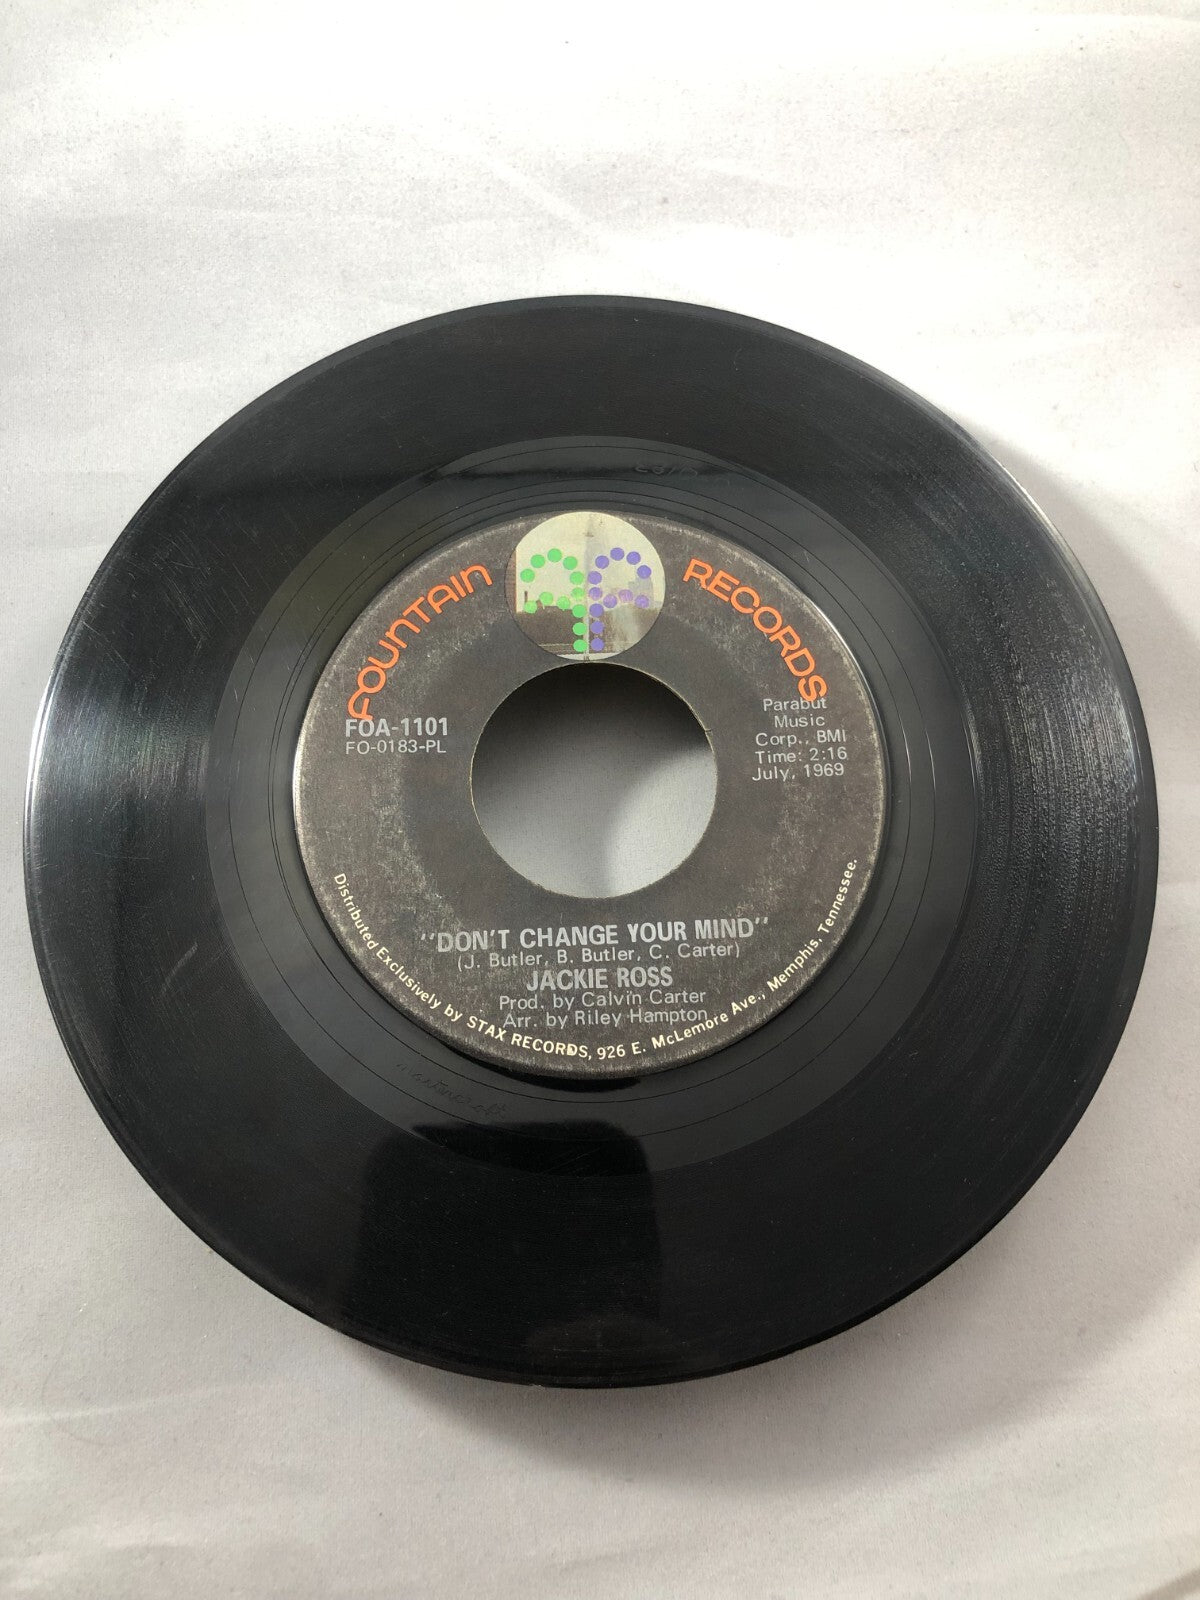 FOUNTAIN RECORDS
FOA-1101
FO-0183-PL
Parabut
Music
Corp., BMI
Time: 2:16
July, 1969
"DON'T CHANGE YOUR MIND"
(J. Butler, B. Butler, C. Carter)
JACKIE ROSS
Prod. by Calvin Carter
Arr. by Riley Hampton
Distributed Exclusively by STAX RECORDS, 926 E. McLemore Ave., Memphis, Tennessee.